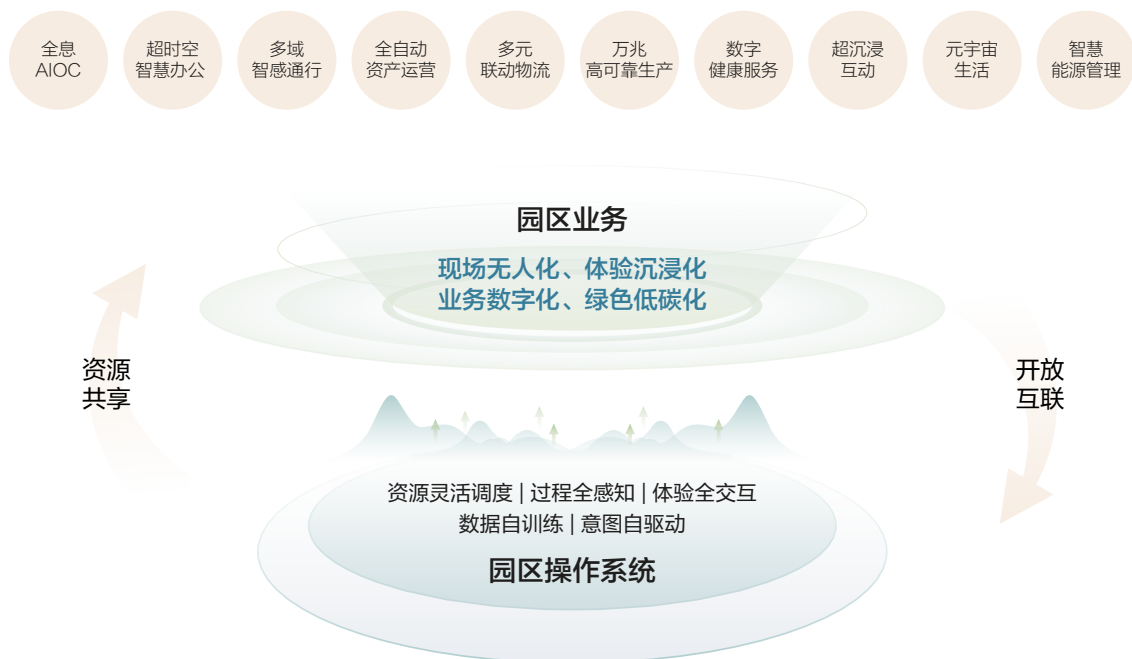 全息
AIOC
超时空
智慧办公
多域
智感通行
全自动
资产运营
多元
联动物流
万兆
高可靠生产
数字
健康服务
超沉浸
互动
元宇宙
生活
智慧
能源管理
园区业务
现场无人化、体验沉浸化
业务数字化、绿色低碳化
资源
共享
开放
互联
资源灵活调度 | 过程全感知 | 体验全交互
数据自训练 | 意图自驱动
园区操作系统